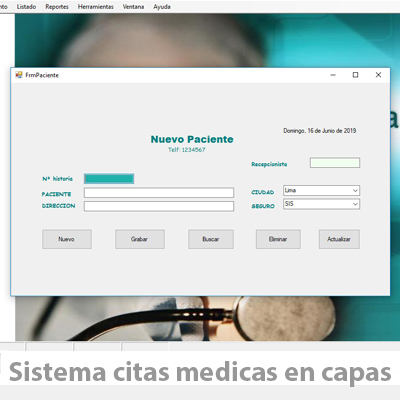 nto Listado Reportes Herramientas Ventana Ayuda
FrmPaciente
Domingo, 16 de Junio de 2019
Nuevo Paciente
Telf: 1234567
Recepcionista
Nº historia
PACIENTE
CIUDAD Lima
DIRECCION
SEGURO SIS
Nuevo Grabar Buscar Eliminar Actualizar
Sistema citas medicas en capas